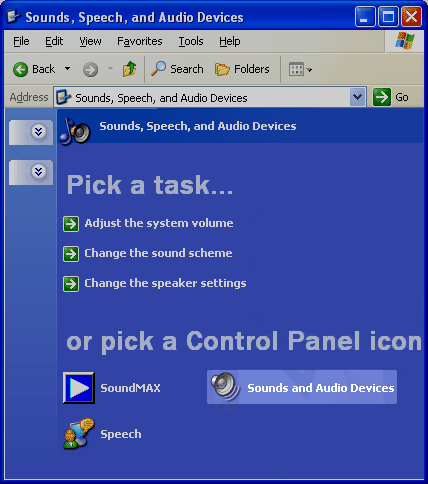 Sounds, Speech, and Audio Devices
File Edit View Favorites Tools Help
Back Search Folders
Address Sounds, Speech, and Audio Devices Go
Sounds, Speech, and Audio Devices
Pick a task...
Adjust the system volume
Change the sound scheme
Change the speaker settings
or pick a Control Panel icon
SoundMAX Sounds and Audio Devices
Speech